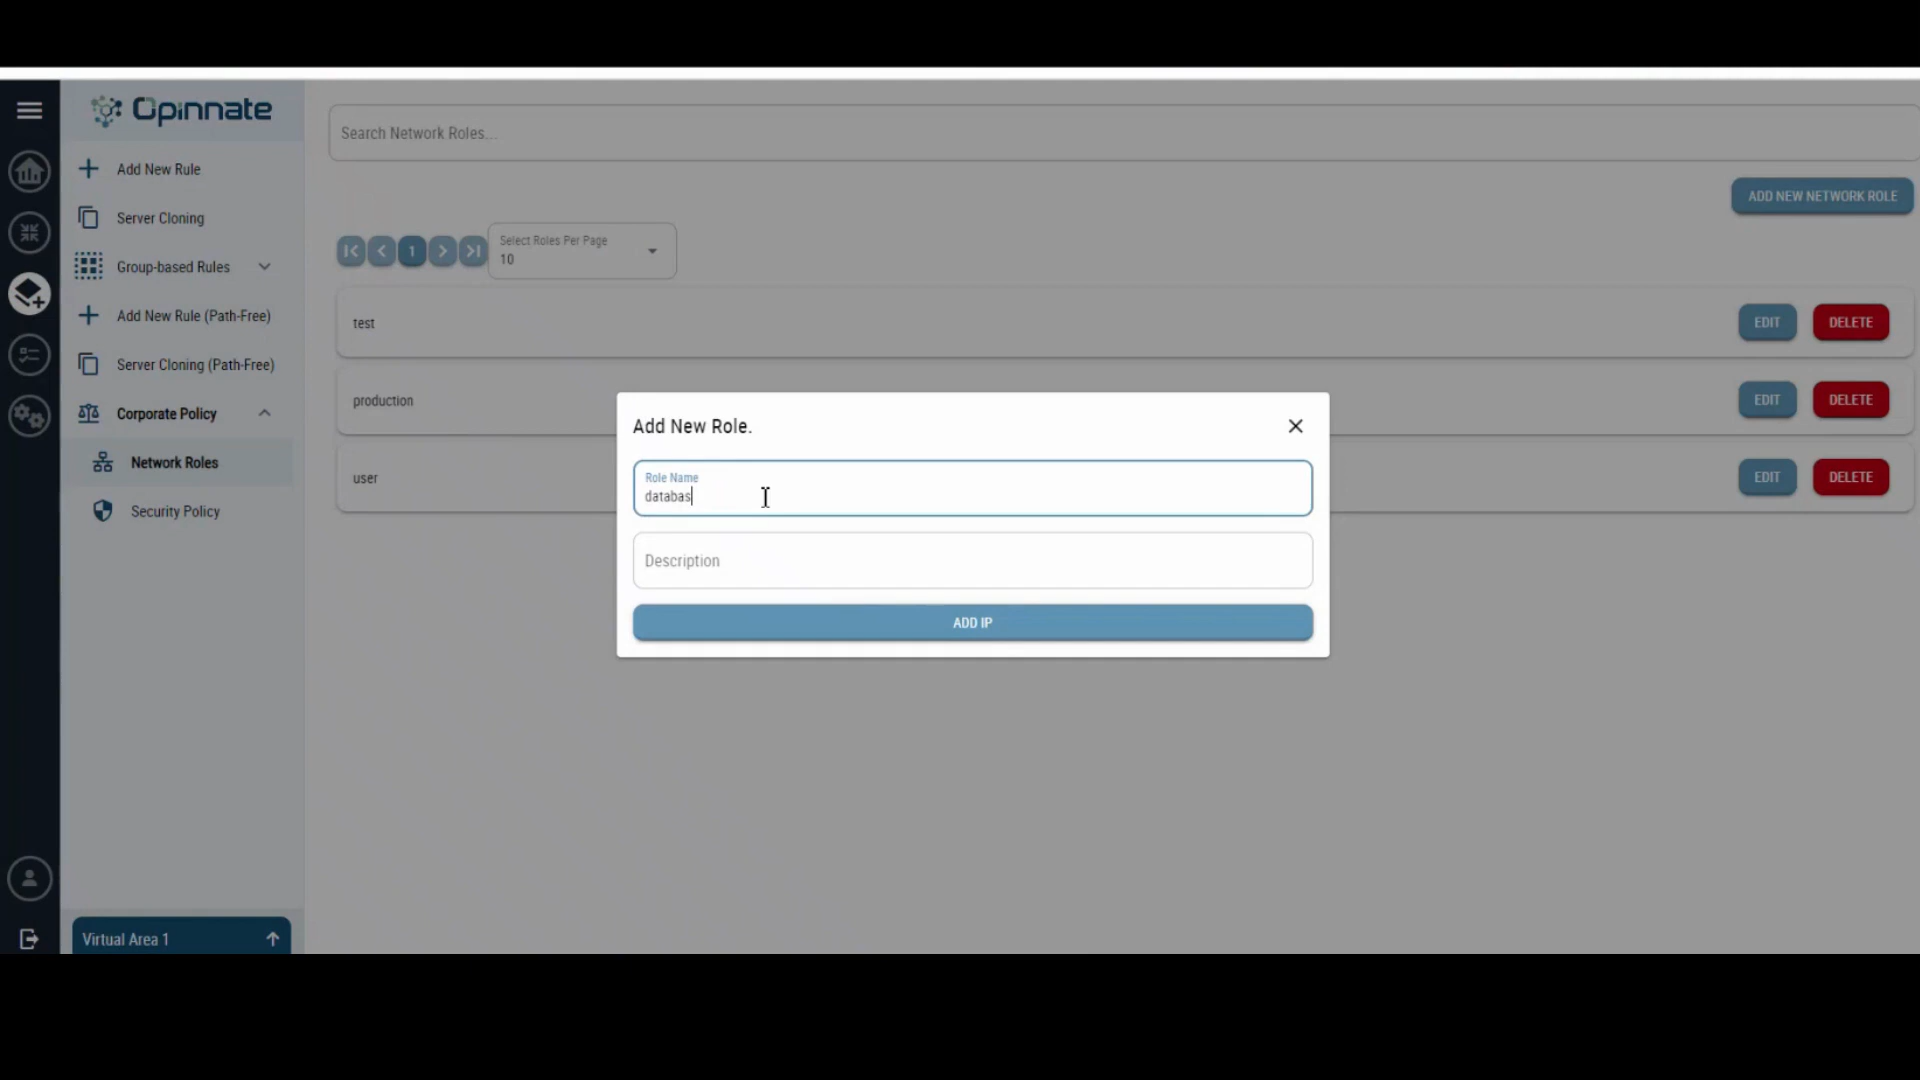 Opinnate
Add New Rule
Server Cloning
Group-based Rules
Add New Rule (Path-Free)
Server Cloning (Path-Free)
Corporate Policy
Network Roles
Security Policy
Virtual Area 1
Search Network Roles...
ADD NEW NETWORK ROLE
1
Select Roles Per Page
10
test
EDIT
DELETE
production
EDIT
DELETE
user
EDIT
DELETE
Add New Role.
Role Name
databas
Description
ADD IP